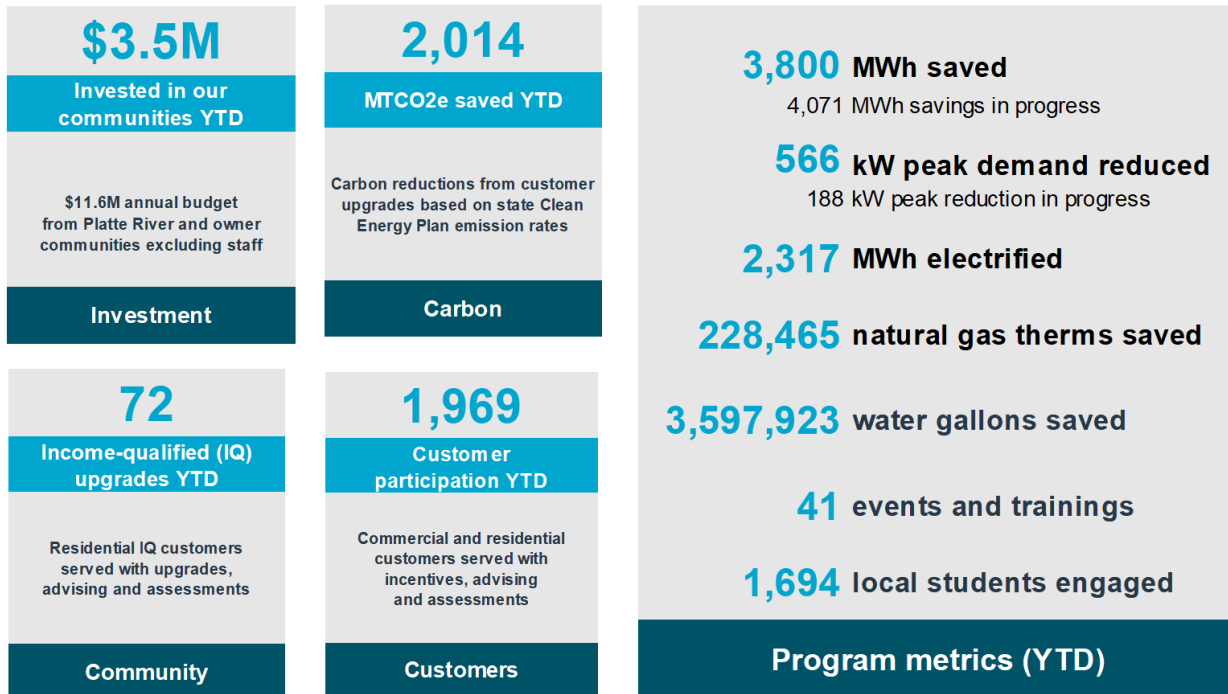 $3.5M
Invested in our
communities YTD
$11.6M annual budget
from Platte River and owner
communities excluding staff
Investment
2,014
MTCO2e saved YTD
Carbon reductions from customer
upgrades based on state Clean
Energy Plan emission rates
Carbon
72
Income-qualified (IQ)
upgrades YTD
Residential IQ customers
served with upgrades,
advising and assessments
Community
1,969
Customer
participation YTD
Commercial and residential
customers served with
incentives, advising
and assessments
Customers
3,800 MWh saved
4,071 MWh savings in progress
566 kW peak demand reduced
188 kW peak reduction in progress
2,317 MWh electrified
228,465 natural gas therms saved
3,597,923 water gallons saved
41 events and trainings
1,694 local students engaged
Program metrics (YTD)